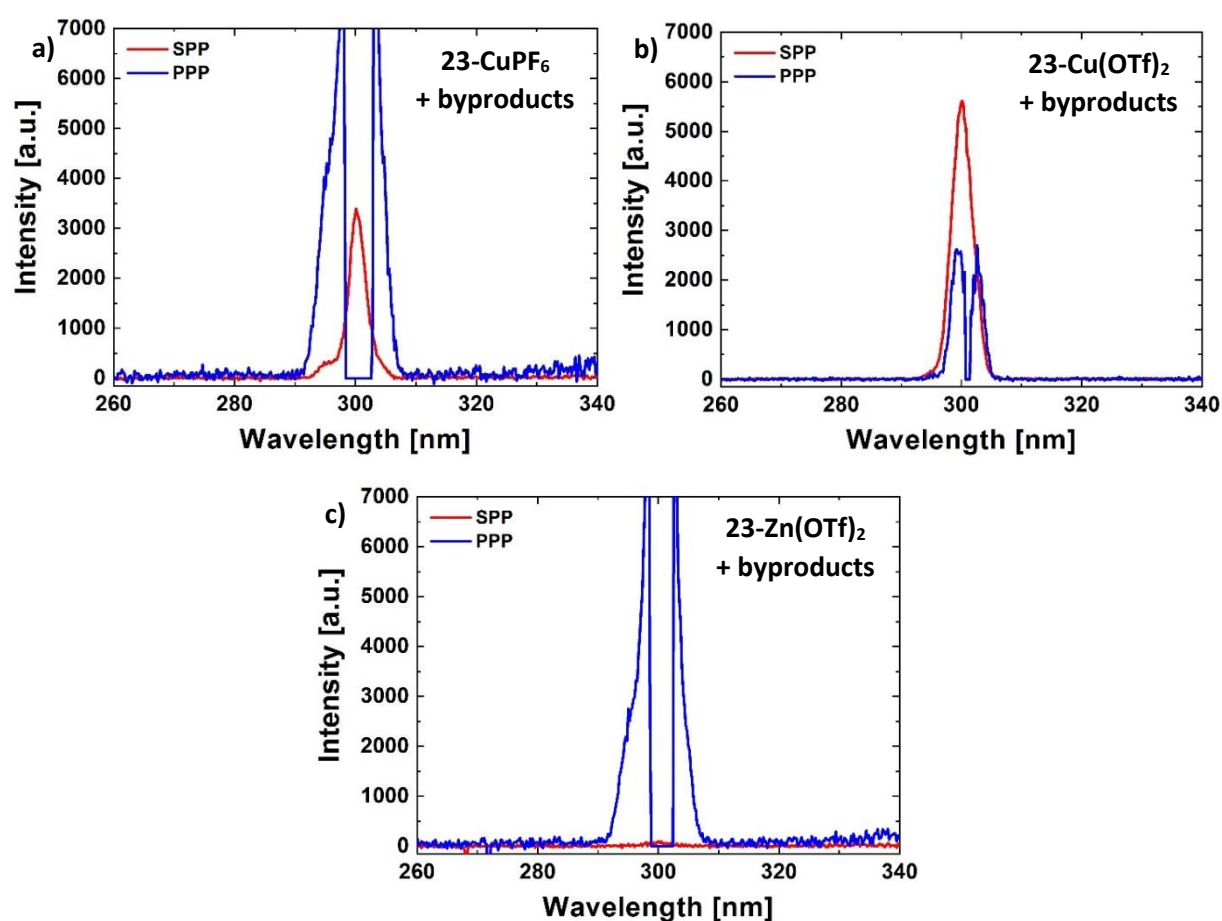 a)
SPP
PPP
23-CuPF₆
+ byproducts
7000
6000
5000
4000
3000
2000
1000
0
Intensity [a.u.]
260
280
300
320
340
Wavelength [nm]
b)
SPP
PPP
23-Cu(OTf)₂
+ byproducts
7000
6000
5000
4000
3000
2000
1000
0
Intensity [a.u.]
260
280
300
320
340
Wavelength [nm]
c)
SPP
PPP
23-Zn(OTf)₂
+ byproducts
7000
6000
5000
4000
3000
2000
1000
0
Intensity [a.u.]
260
280
300
320
340
Wavelength [nm]